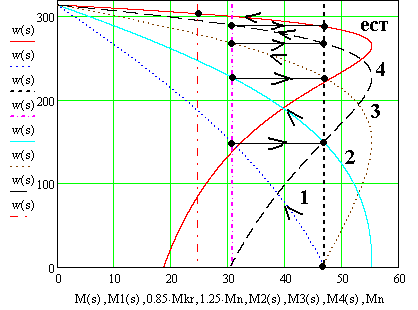 300
ест
w(s)
4
w(s)
w(s)
200
3
w(s)
w(s)
2
w(s)
100
1
w(s)
w(s)
0
0 10 20 30 40 50 60
M(s) , M1(s) , 0.85·Mkr , 1.25·Mn , M2(s) , M3(s) , M4(s) , Mn